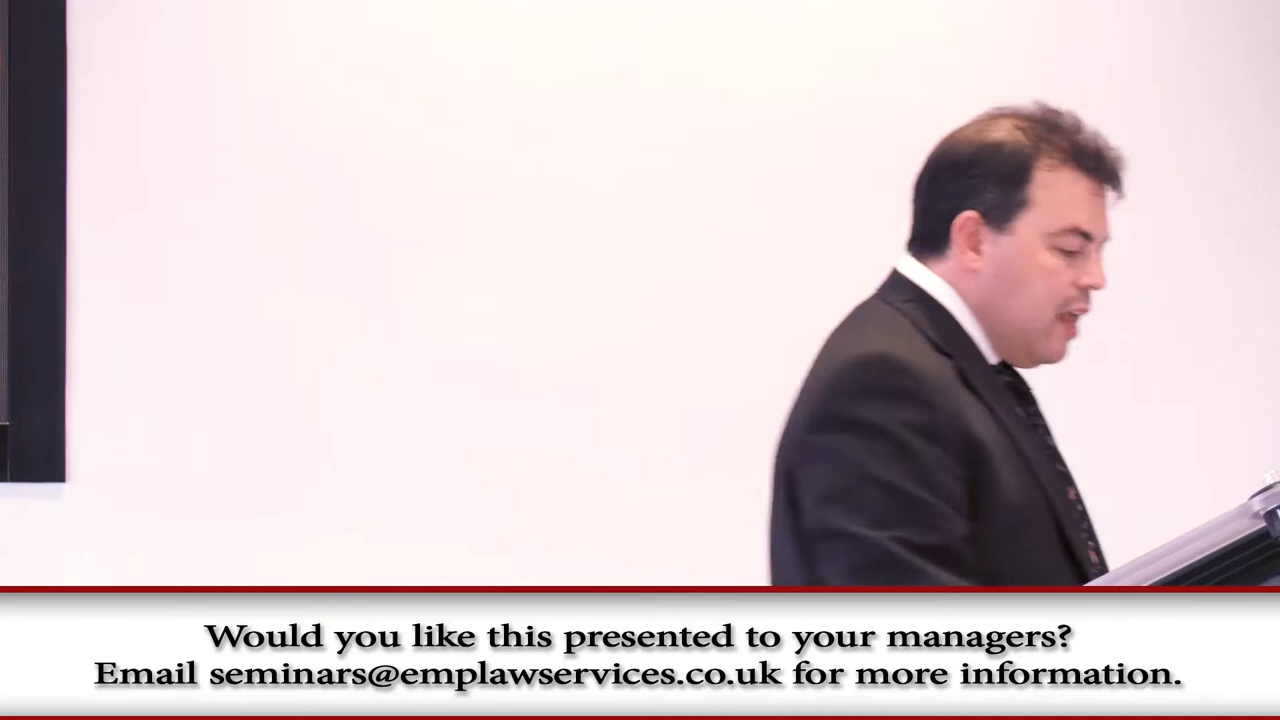 Would you like this presented to your managers?
Email seminars@emplawservices.co.uk for more information.